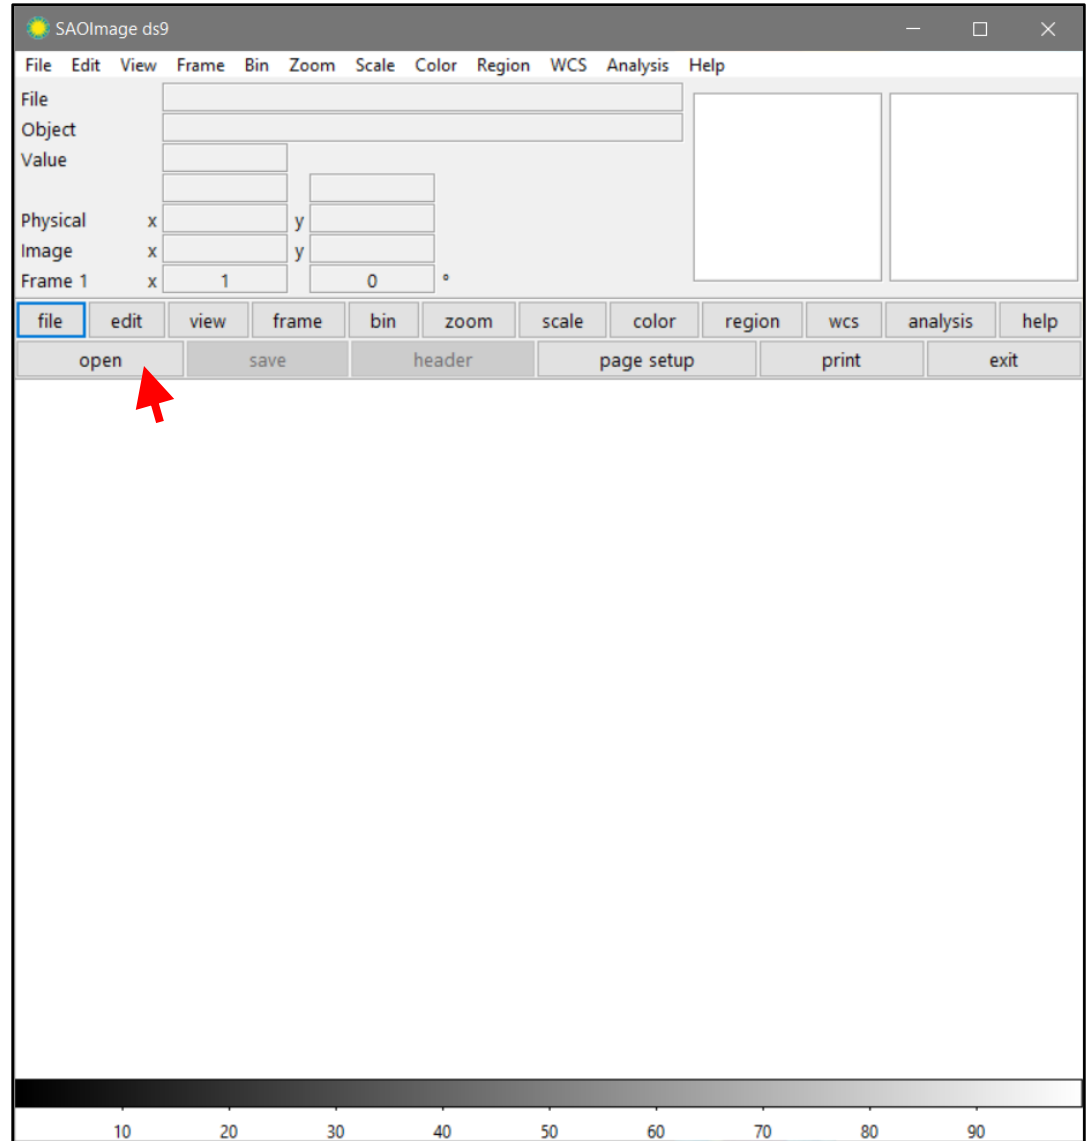 SAOImage ds9
File Edit View Frame Bin Zoom Scale Color Region WCS Analysis Help
File
Object
Value
Physical x y
Image x y
Frame 1 x 1 0 °
file edit view frame bin zoom scale color region wcs analysis help
open save header page setup print exit
10 20 30 40 50 60 70 80 90